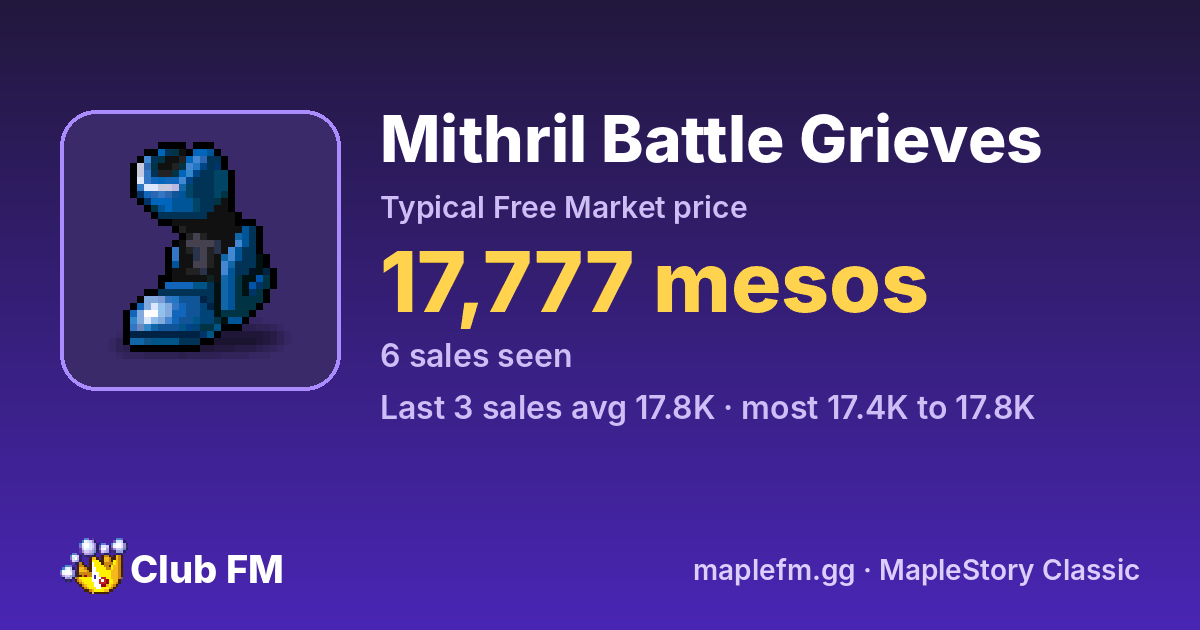 Mithril Battle Grieves
Typical Free Market price
17,777 mesos
6 sales seen
Last 3 sales avg 17.8K · most 17.4K to 17.8K
Club FM
maplefm.gg · MapleStory Classic